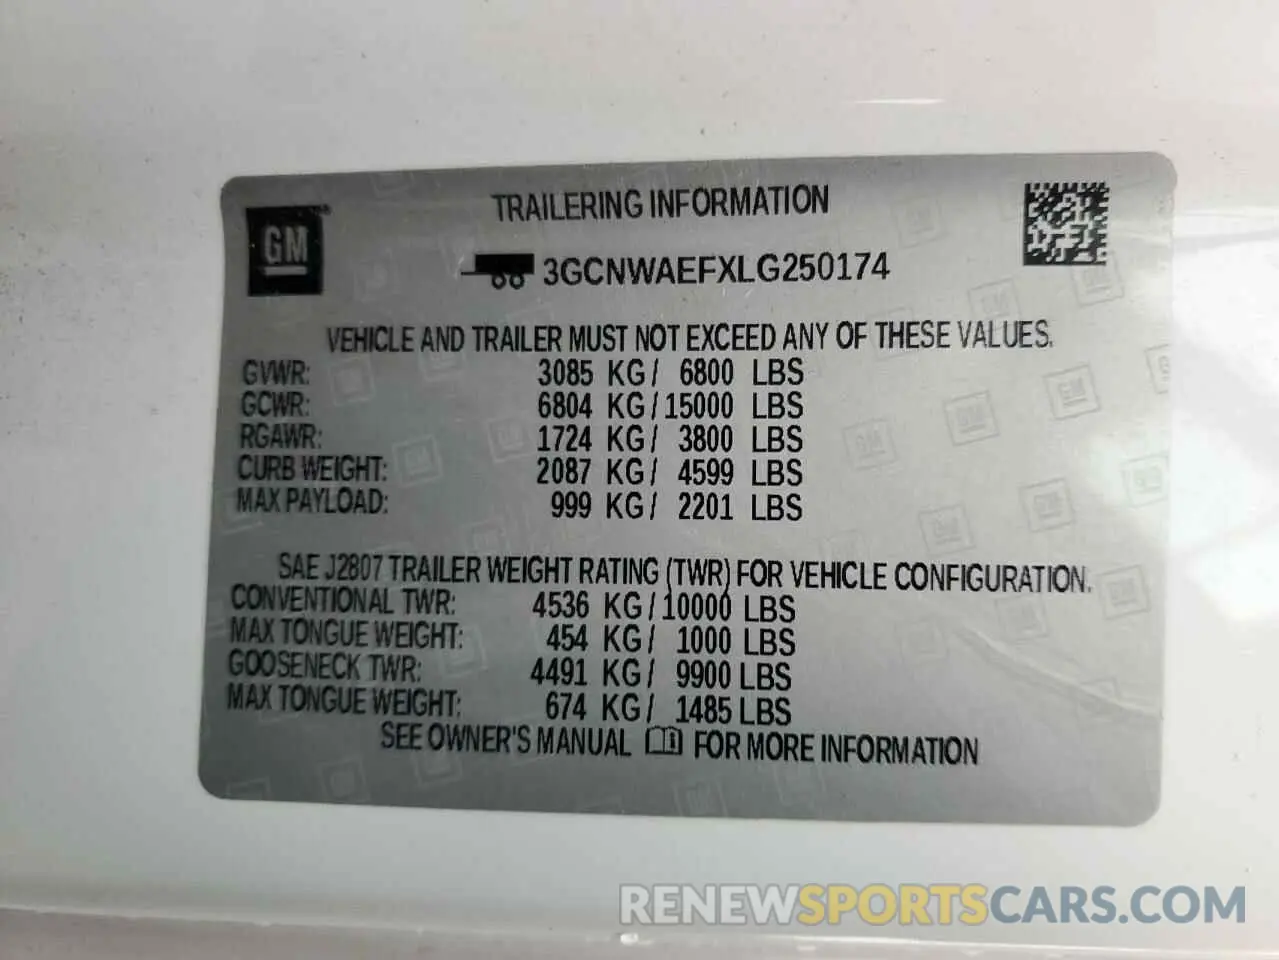 TRAILERING INFORMATION
GM
3GCNWAEFXLG250174
VEHICLE AND TRAILER MUST NOT EXCEED ANY OF THESE VALUES.
GVWR: 3085 KG/ 6800 LBS
GCWR: 6804 KG/15000 LBS
RGAWR: 1724 KG/ 3800 LBS
CURB WEIGHT: 2087 KG/ 4599 LBS
MAX PAYLOAD: 999 KG/ 2201 LBS
SAE J2807 TRAILER WEIGHT RATING (TWR) FOR VEHICLE CONFIGURATION.
CONVENTIONAL TWR: 4536 KG/10000 LBS
MAX TONGUE WEIGHT: 454 KG/ 1000 LBS
GOOSENECK TWR: 4491 KG/ 9900 LBS
MAX TONGUE WEIGHT: 674 KG/ 1485 LBS
SEE OWNER'S MANUAL FOR MORE INFORMATION
RENEWSPORTSCARS.COM